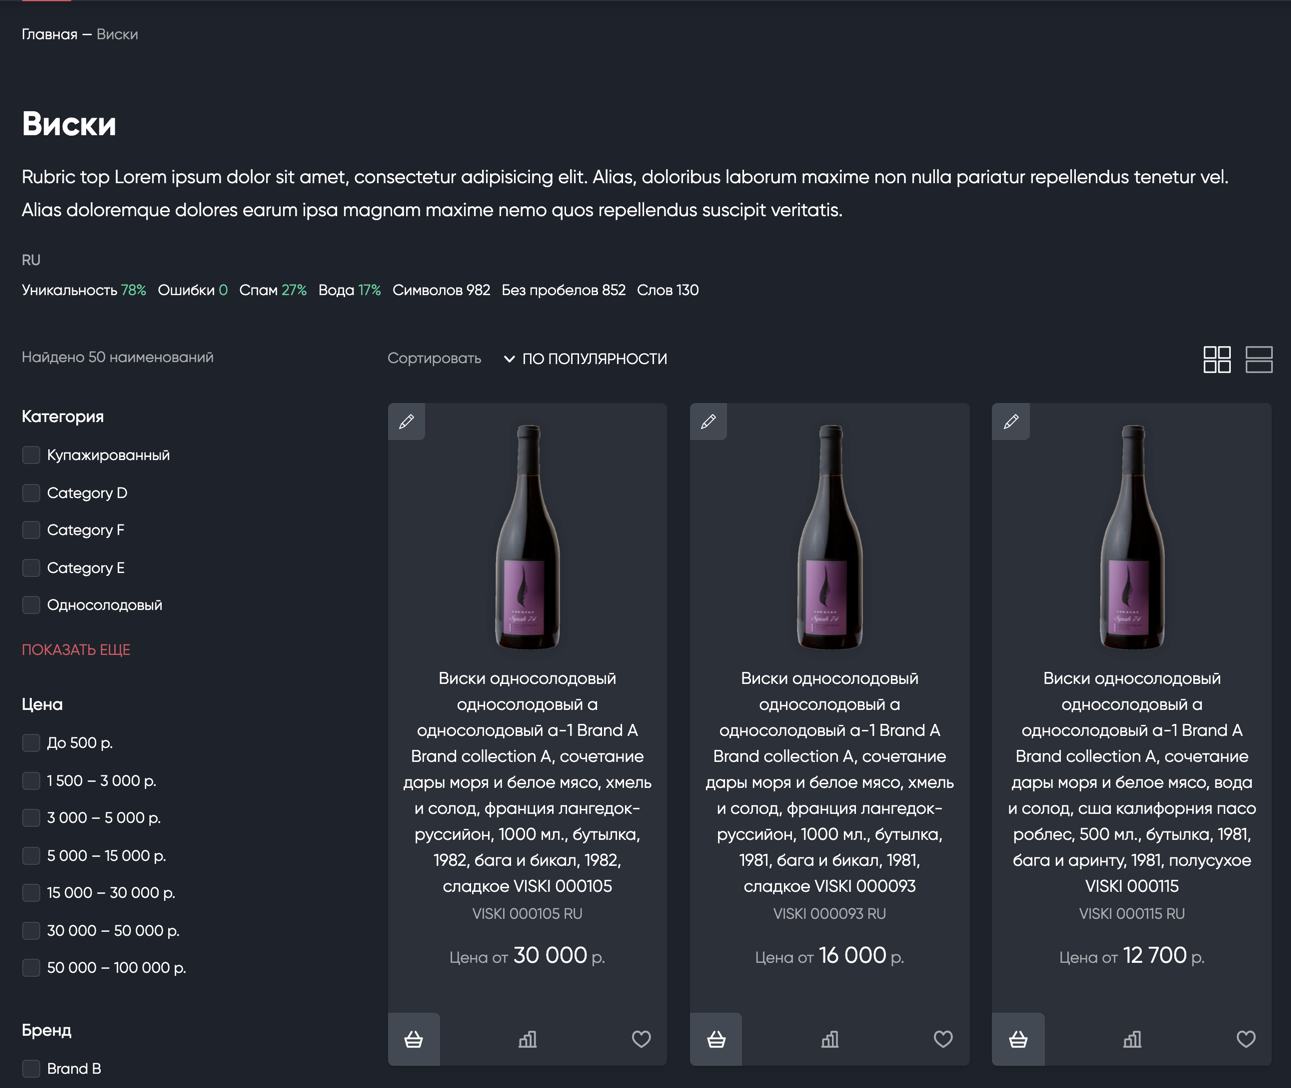 Главная — Виски
Виски
Rubric top Lorem ipsum dolor sit amet, consectetur adipisicing elit. Alias, doloribus laborum maxime non nulla pariatur repellendus tenetur vel.
Alias doloremque dolores earum ipsa magnam maxime nemo quos repellendus suscipit veritatis.
RU
Уникальность 78% Ошибки 0 Спам 27% Вода 17% Символов 982 Без пробелов 852 Слов 130
Найдено 50 наименований
Сортировать ПО ПОПУЛЯРНОСТИ
Категория
Купажированный
Category D
Category F
Category E
Односолодовый
ПОКАЗАТЬ ЕЩЕ
Цена
До 500 р.
1 500 – 3 000 р.
3 000 – 5 000 р.
5 000 – 15 000 р.
15 000 – 30 000 р.
30 000 – 50 000 р.
50 000 – 100 000 р.
Бренд
Brand B
Виски односолодовый
односолодовый а
односолодовый а-1 Brand A
Brand collection A, сочетание
дары моря и белое мясо, хмель
и солод, франция лангедок-
руссийон, 1000 мл., бутылка,
1982, бага и бикал, 1982,
сладкое VISKI 000105
VISKI 000105 RU
Цена от 30 000 р.
Виски односолодовый
односолодовый а
односолодовый а-1 Brand A
Brand collection A, сочетание
дары моря и белое мясо, хмель
и солод, франция лангедок-
руссийон, 1000 мл., бутылка,
1981, бага и бикал, 1981,
сладкое VISKI 000093
VISKI 000093 RU
Цена от 16 000 р.
Виски односолодовый
односолодовый а
односолодовый а-1 Brand A
Brand collection A, сочетание
дары моря и белое мясо, вода
и солод, сша калифорния пасо
роблес, 500 мл., бутылка, 1981,
бага и аринту, 1981, полусухое
VISKI 000115
VISKI 000115 RU
Цена от 12 700 р.